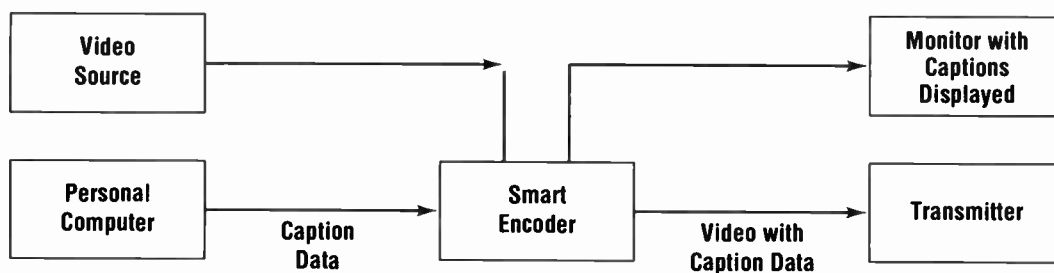 Video
Source
Monitor with
Captions
Displayed
Personal
Computer
Caption
Data
Smart
Encoder
Video with
Caption Data
Transmitter